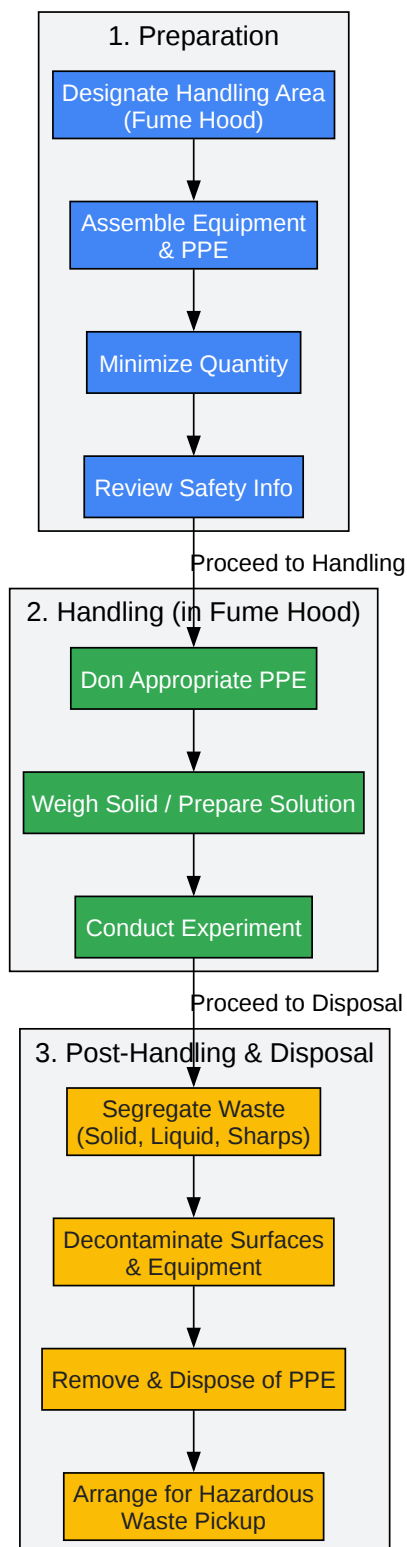 1. Preparation
Designate Handling Area
(Fume Hood)
Assemble Equipment
& PPE
Minimize Quantity
Review Safety Info
Proceed to Handling
2. Handling (in Fume Hood)
Don Appropriate PPE
Weigh Solid / Prepare Solution
Conduct Experiment
Proceed to Disposal
3. Post-Handling & Disposal
Segregate Waste
(Solid, Liquid, Sharps)
Decontaminate Surfaces
& Equipment
Remove & Dispose of PPE
Arrange for Hazardous
Waste Pickup